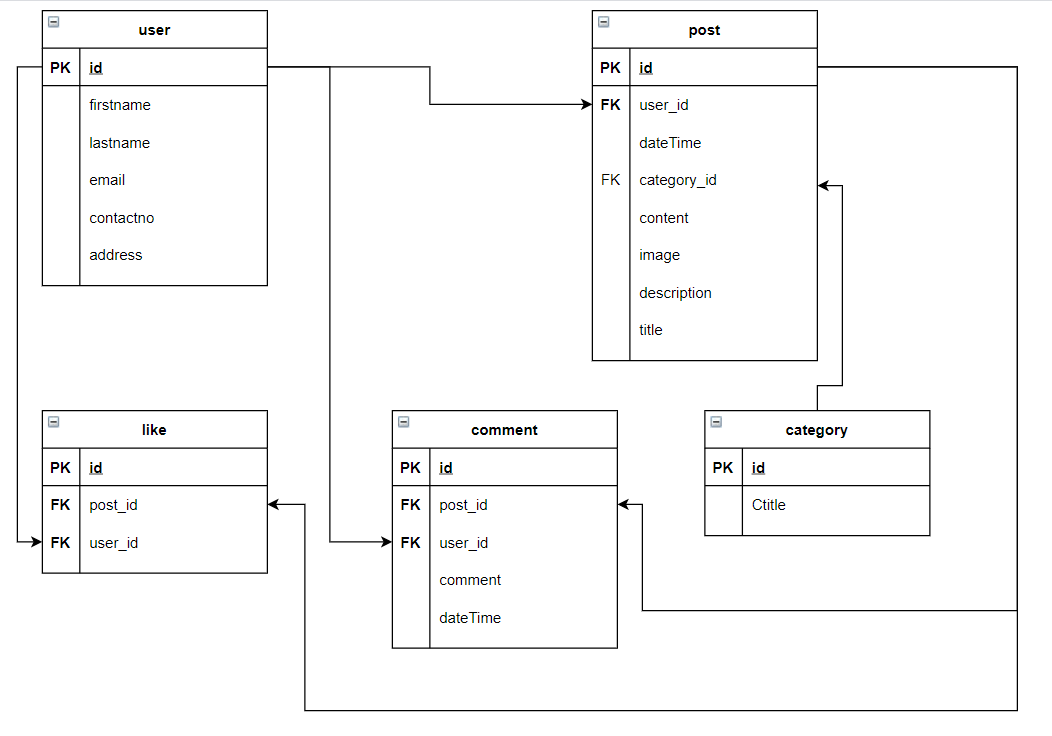 user
PK id
firstname
lastname
email
contactno
address
post
PK id
FK user_id
dateTime
FK category_id
content
image
description
title
like
PK id
FK post_id
FK user_id
comment
PK id
FK post_id
FK user_id
comment
dateTime
category
PK id
Ctitle